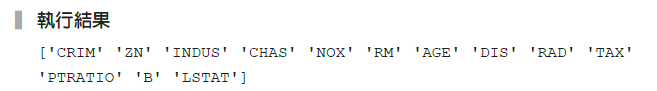 執行結果
['CRIM' 'ZN' 'INDUS' 'CHAS' 'NOX' 'RM' 'AGE' 'DIS' 'RAD' 'TAX'
'PTRATIO' 'B' 'LSTAT']